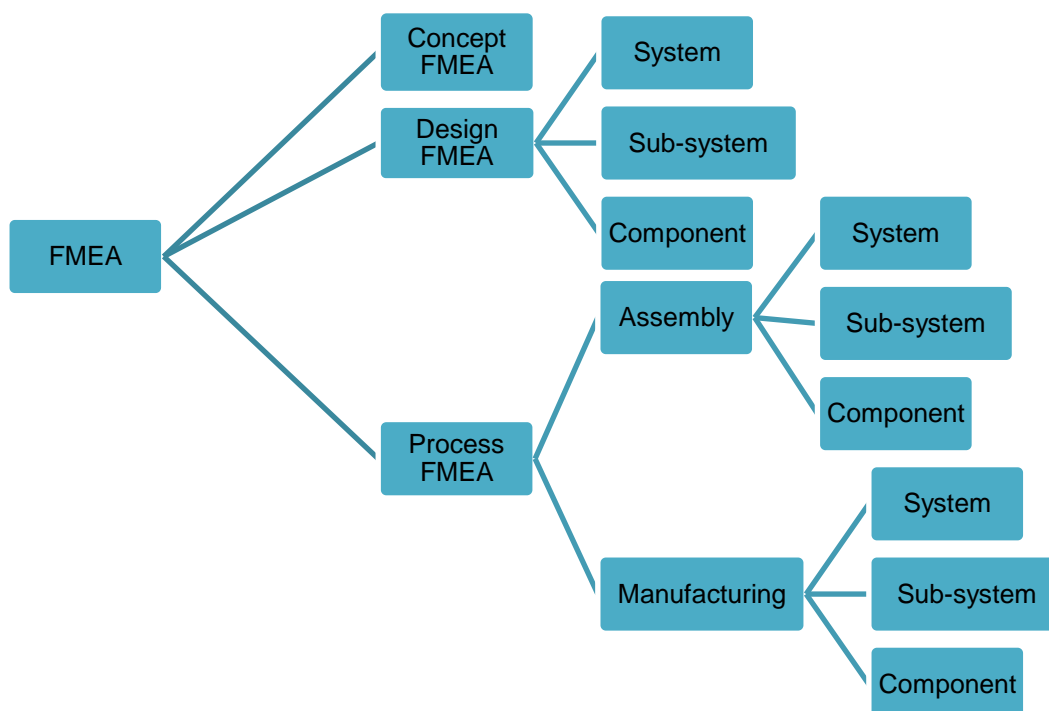 FMEA
Concept
FMEA
Design
FMEA
System
Sub-system
Component
Process
FMEA
Assembly
System
Sub-system
Component
Manufacturing
System
Sub-system
Component